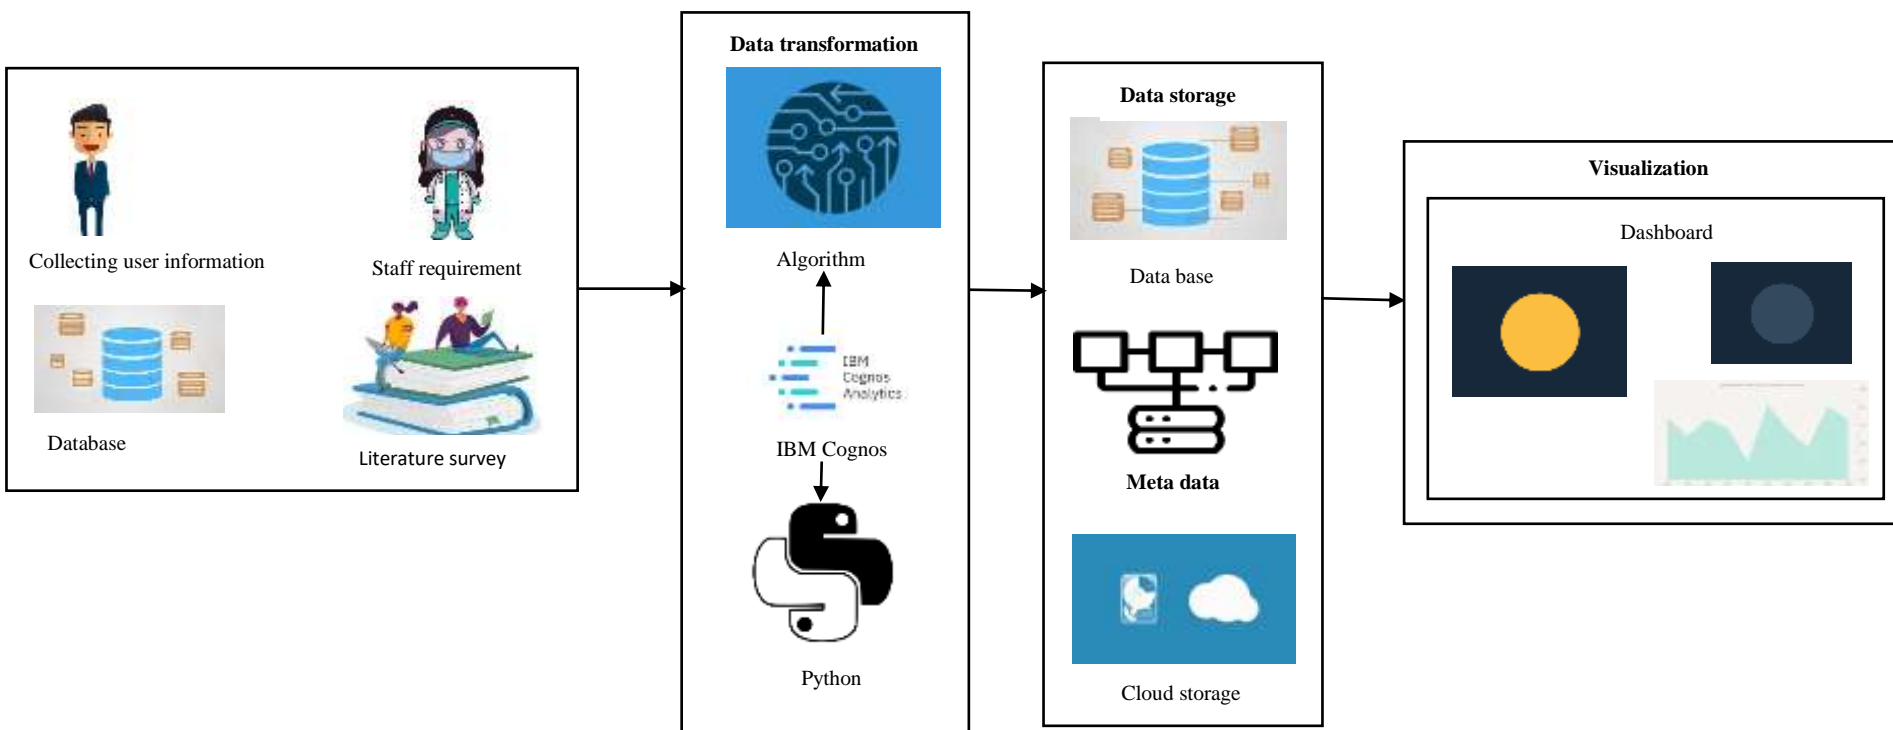 Collecting user information
Staff requirement
Database
Literature survey
Data transformation
Algorithm
IBM
Cognos
Analytics
IBM Cognos
Python
Data storage
Data base
Meta data
Cloud storage
Visualization
Dashboard